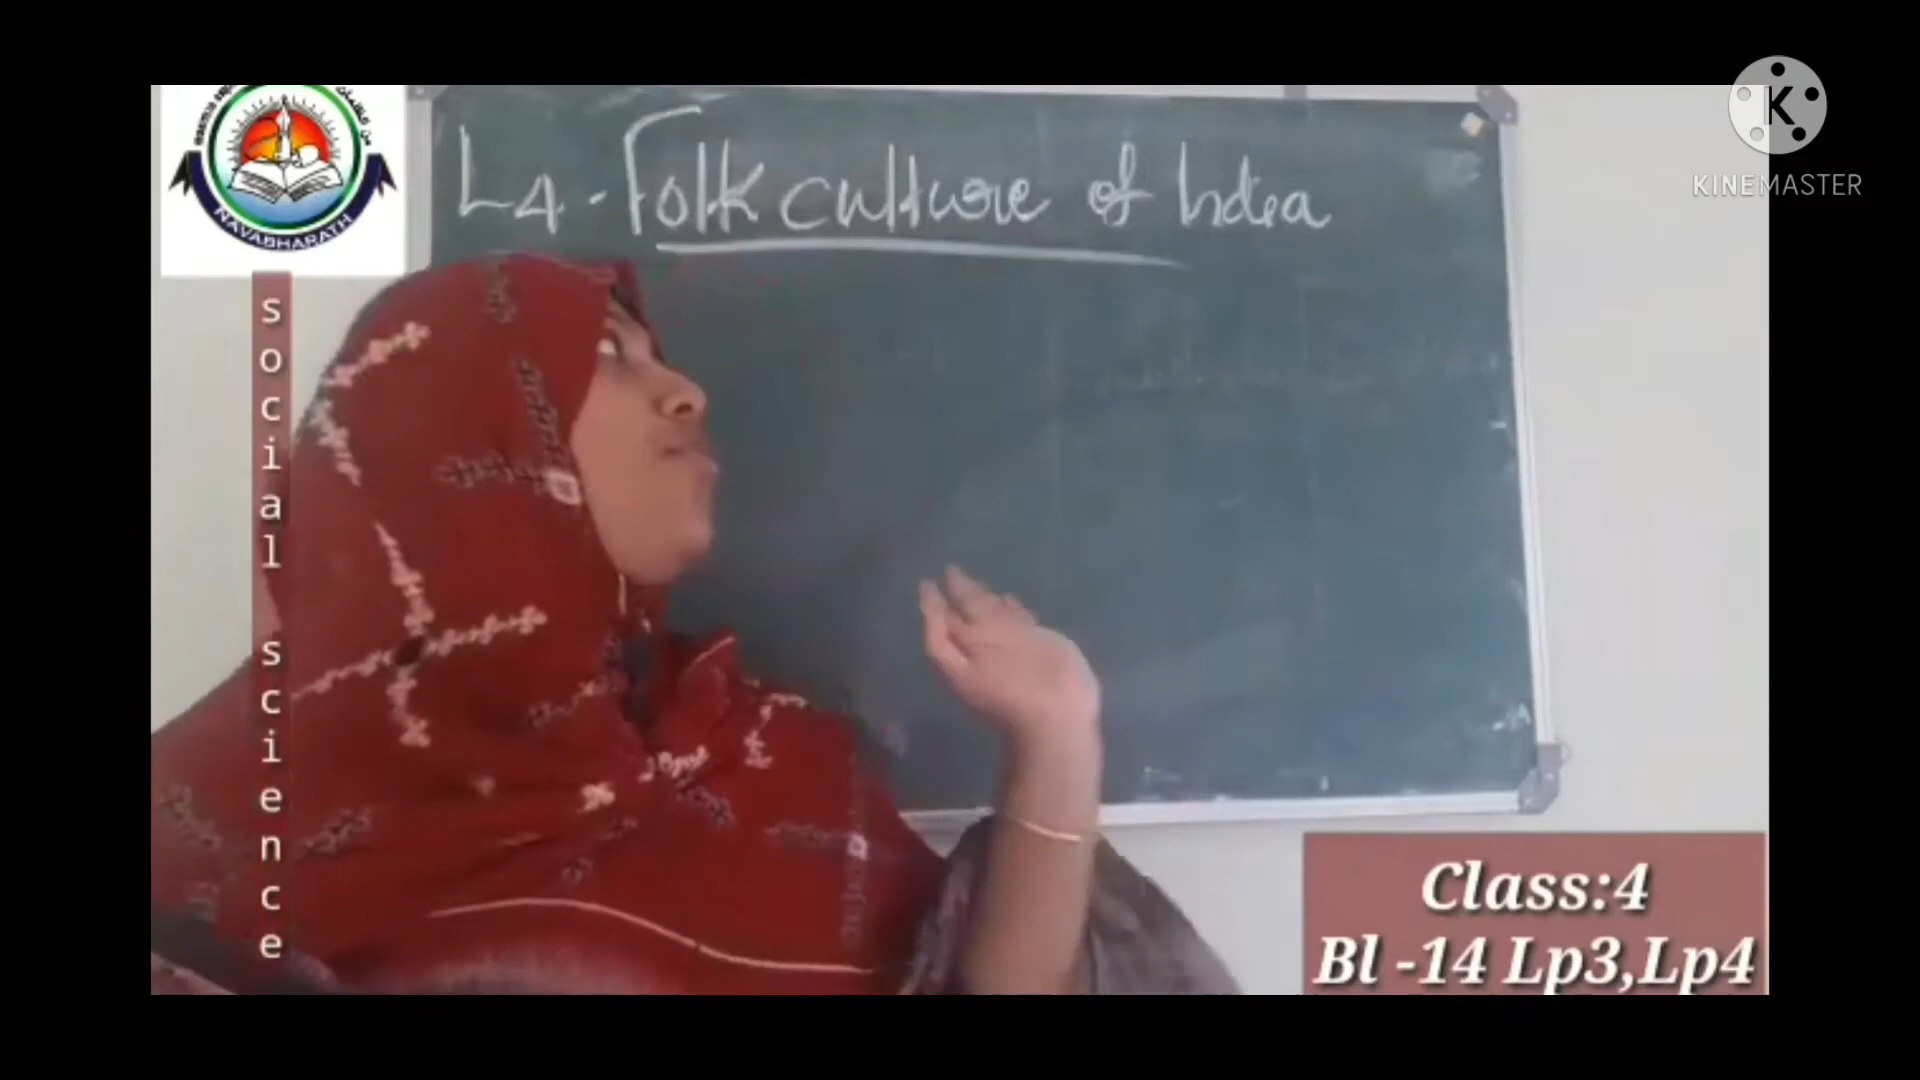 L4 - Folk culture of India
NAVABHARATH
social science
KINEMASTER
Class:4
Bl -14 Lp3,Lp4